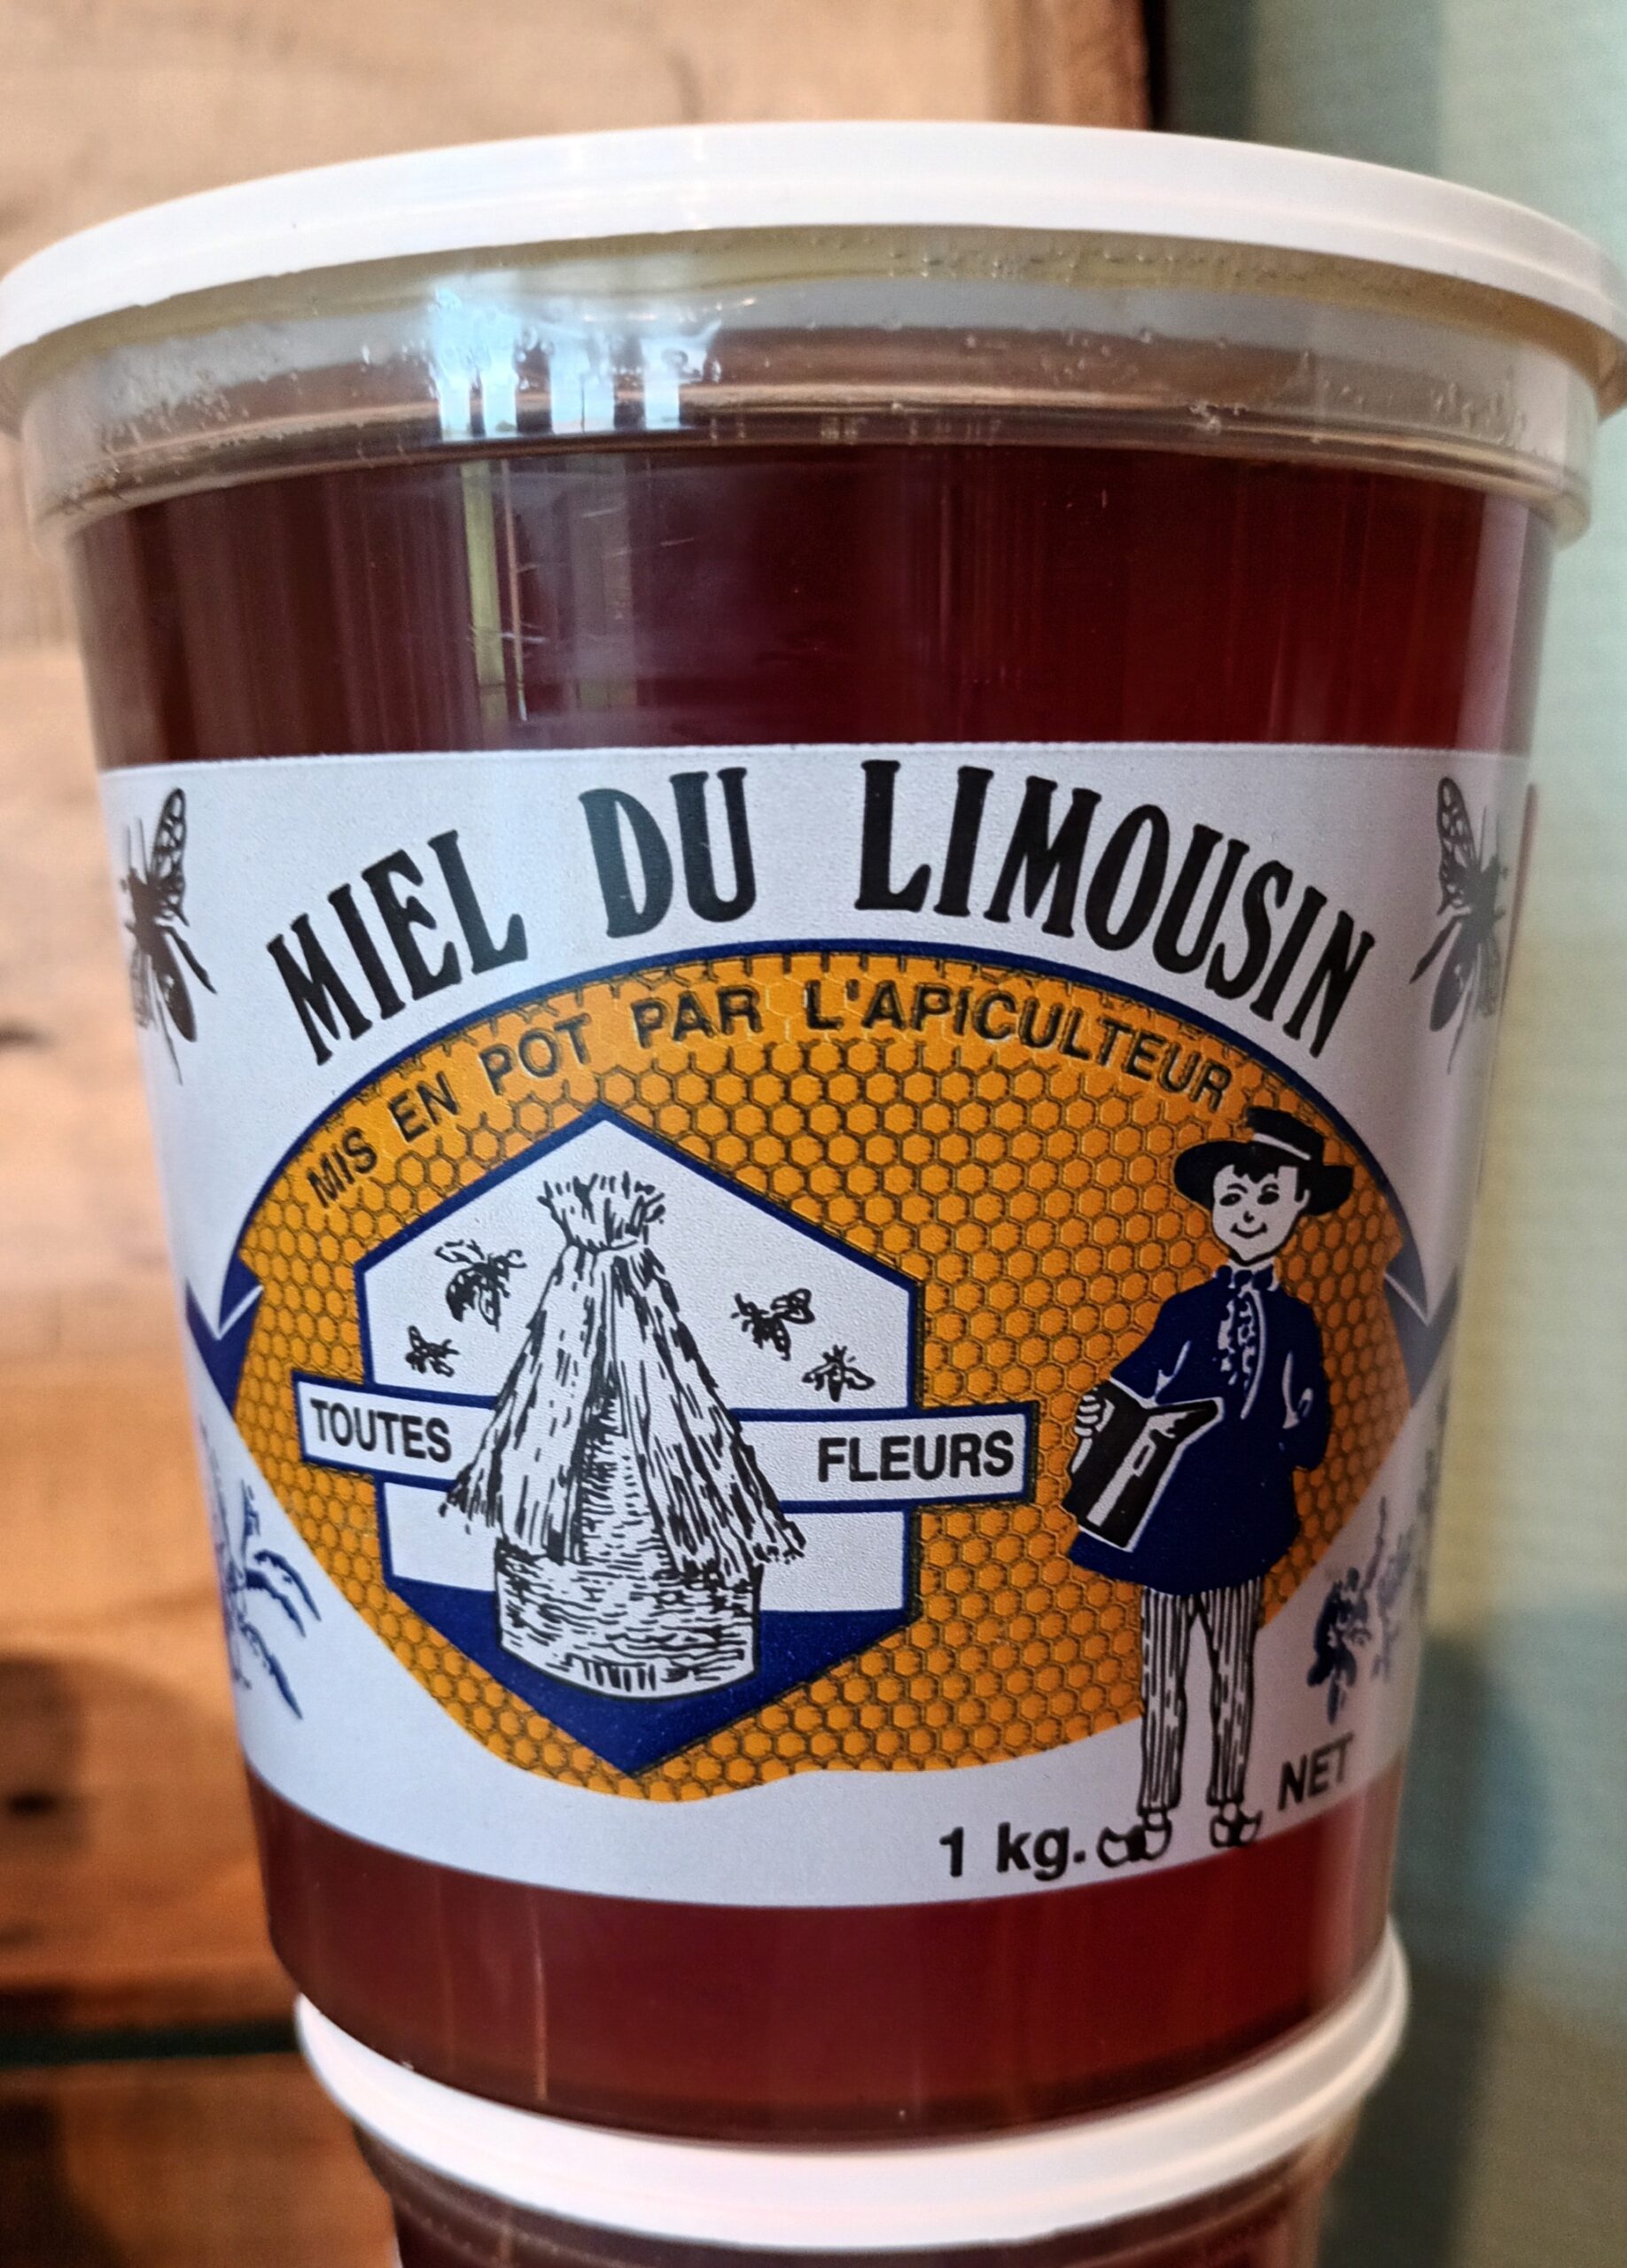 MIEL DU LIMOUSIN
MIS EN POT PAR L'APICULTEUR
TOUTES FLEURS
1 kg. NET